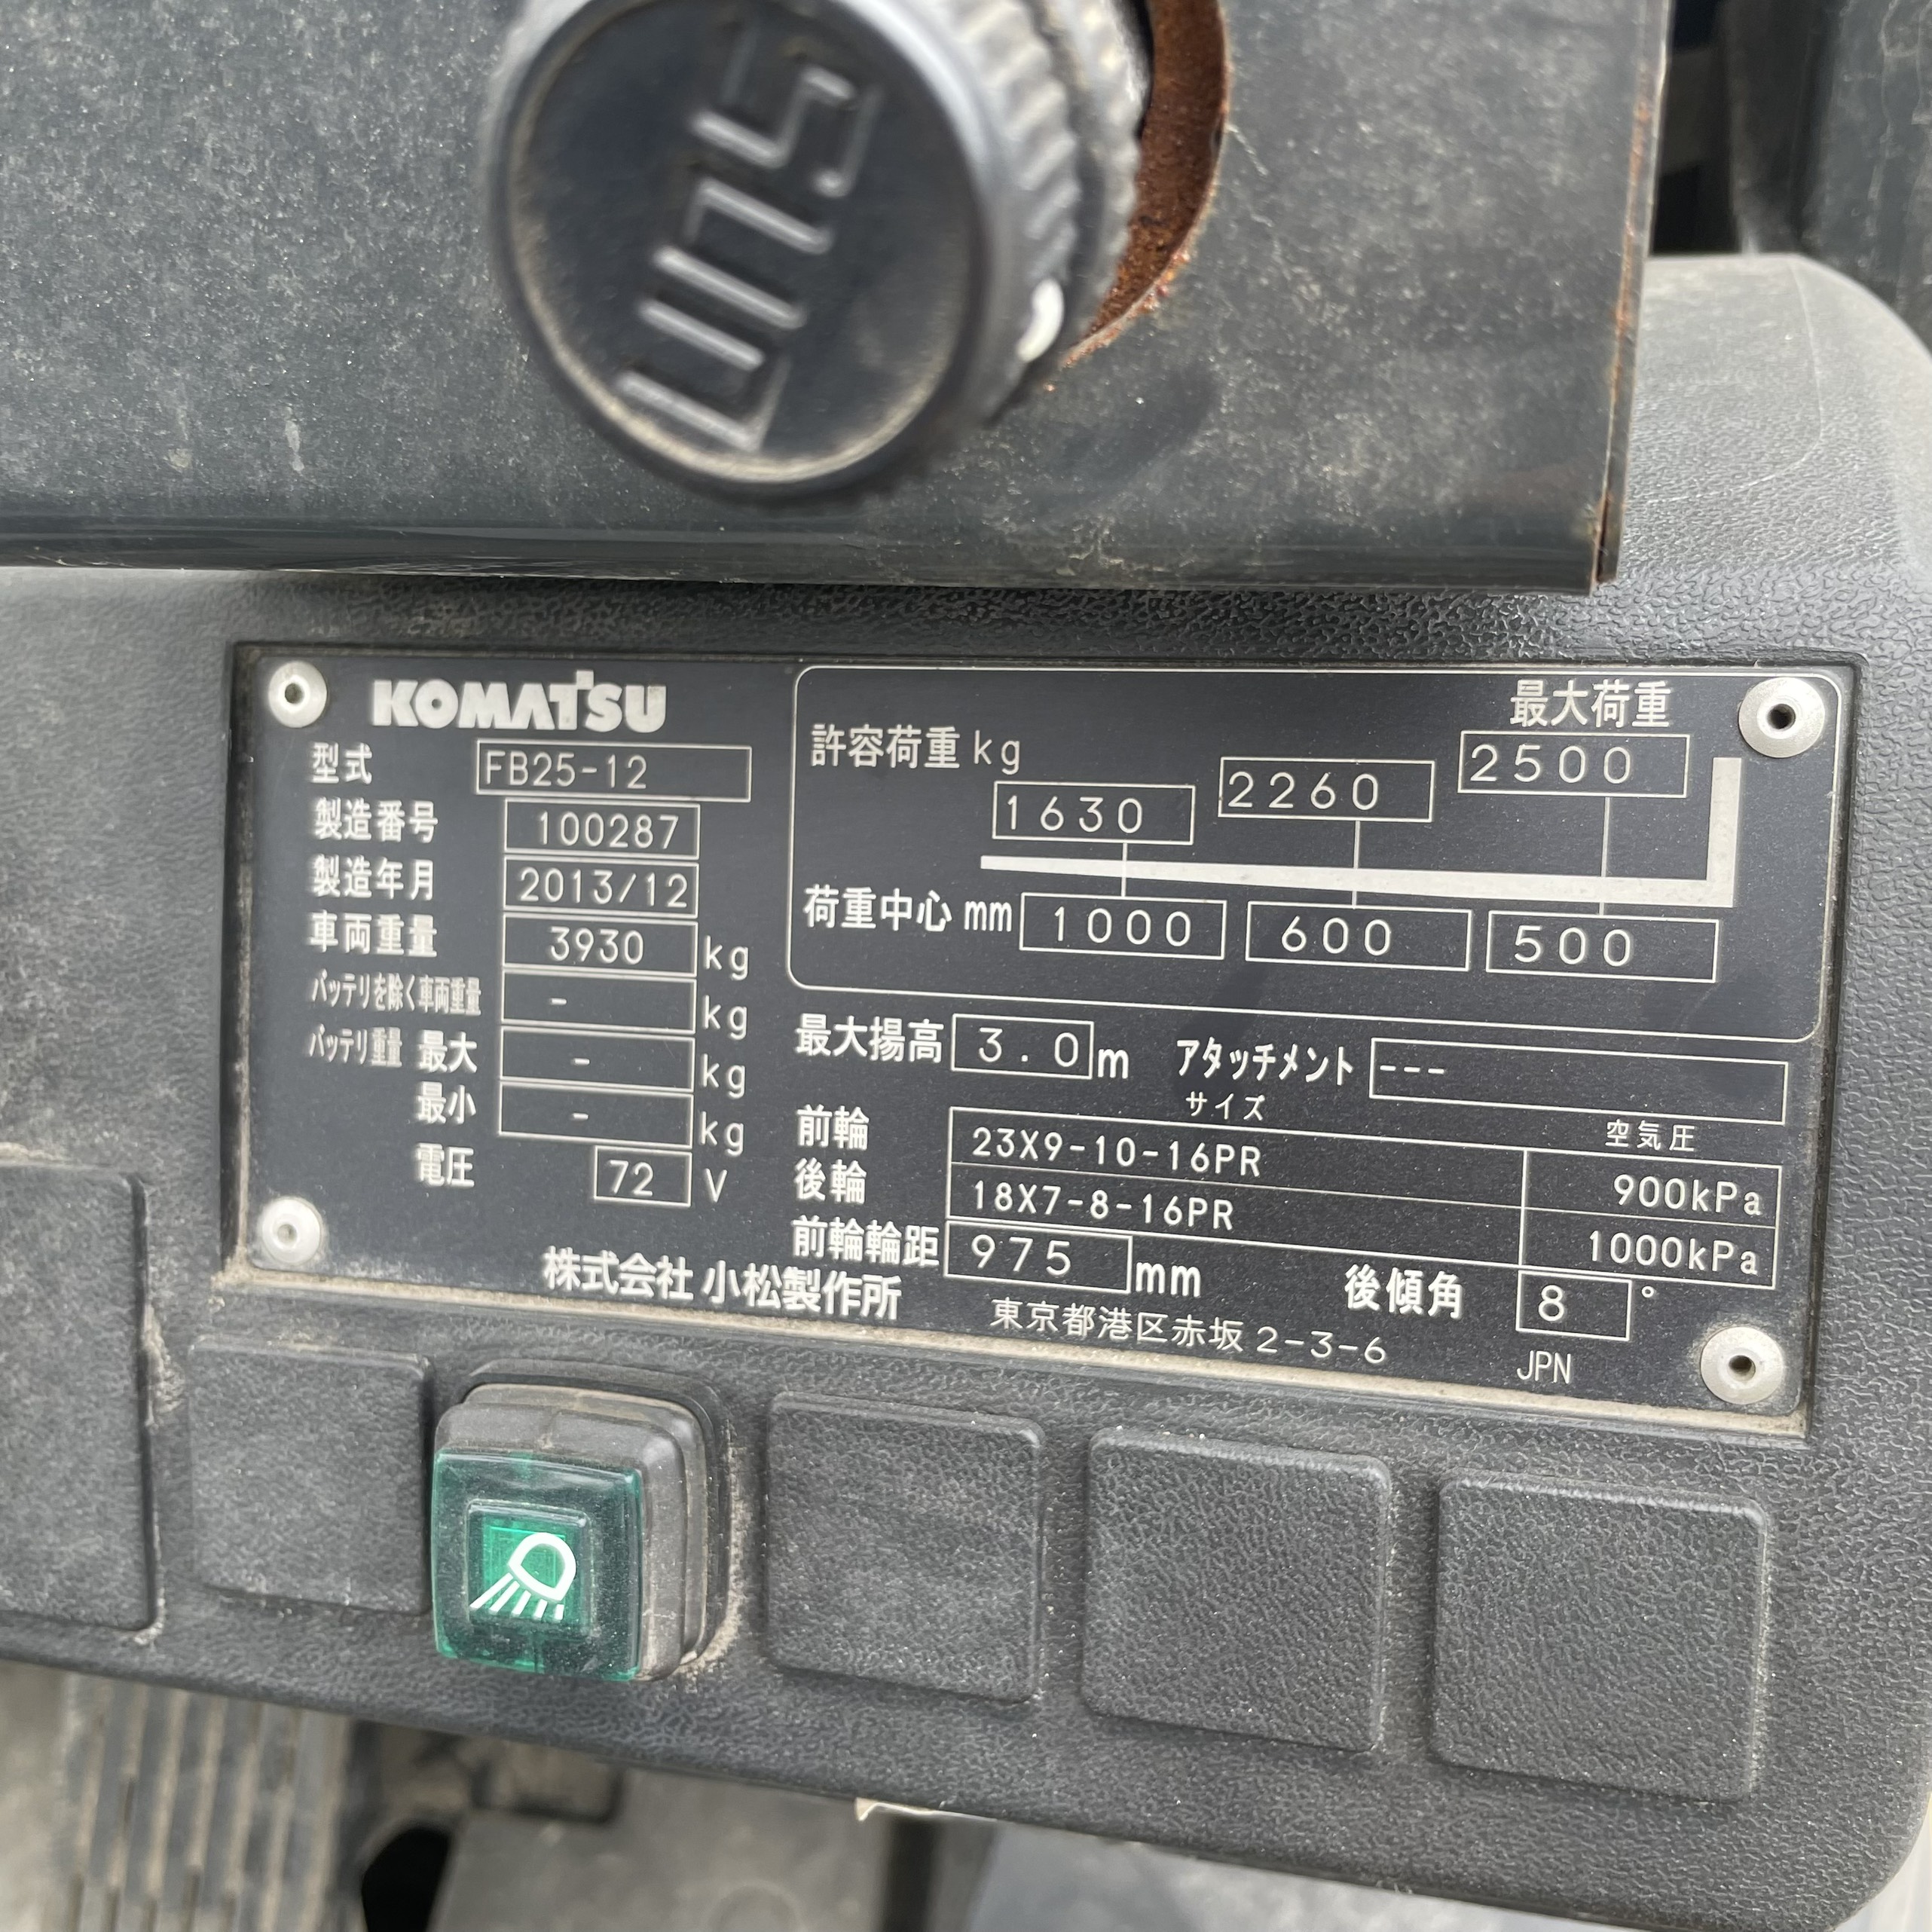 KOMATSU
型式 FB25-12
製造番号 100287
製造年月 2013/12
車両重量 3930 kg
バッテリを除く車両重量 - kg
バッテリ重量 最大 - kg
最小 - kg
電圧 72 V
最大荷重
許容荷重 kg 1630 2260 2500
荷重中心 mm 1000 600 500
最大揚高 3.0 m アタッチメント ---
サイズ 空気圧
前輪 23X9-10-16PR 900kPa
後輪 18X7-8-16PR 1000kPa
前輪輪距 975 mm 後傾角 8 °
株式会社 小松製作所 東京都港区赤坂 2-3-6
JPN